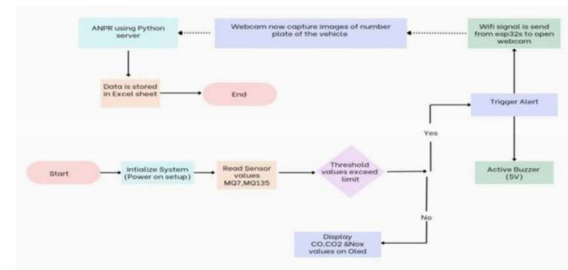 ANPR using Python
server
Webcam now capture images of number
plate of the vehicle
Wifi signal is send
from esp32s to open
webcam
Data is stored
in Excel sheet
End
Trigger Alert
Yes
Start
Intialize System
(Power on setup)
Read Sensor
values
MQ7,MQ135
Threshold
values exceed
limit
Active Buzzer
(5V)
No
Display
CO,CO2 &Nox
values on Oled